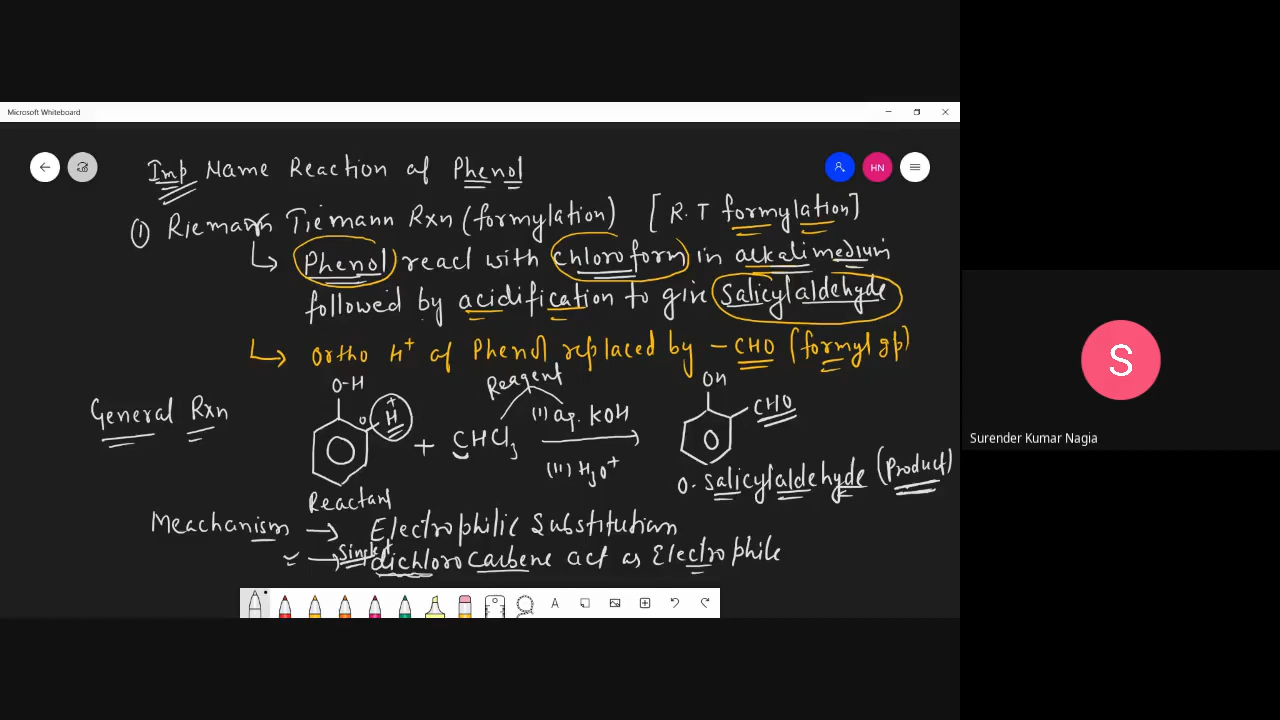 Microsoft Whiteboard
HN
Imp Name Reaction of Phenol
① Riemann Tiemann Rxn (formylation) [R.T formylation]
↳ Phenol react with chloroform in alkali medium
followed by acidification to give Salicylaldehyde
↳ Ortho H+ of Phenol replaced by - CHO (formyl gp)
General Rxn
O-H
o
H+
Reactant
+ CHCl3
Reagent
(i) aq. KOH
(ii) H3O+
OH
CHO
O. Salicylaldehyde (Product)
Meachanism → Electrophilic Substitution
→ Singlet dichloro Carbene act as Electrophile
A
S
Surender Kumar Nagia